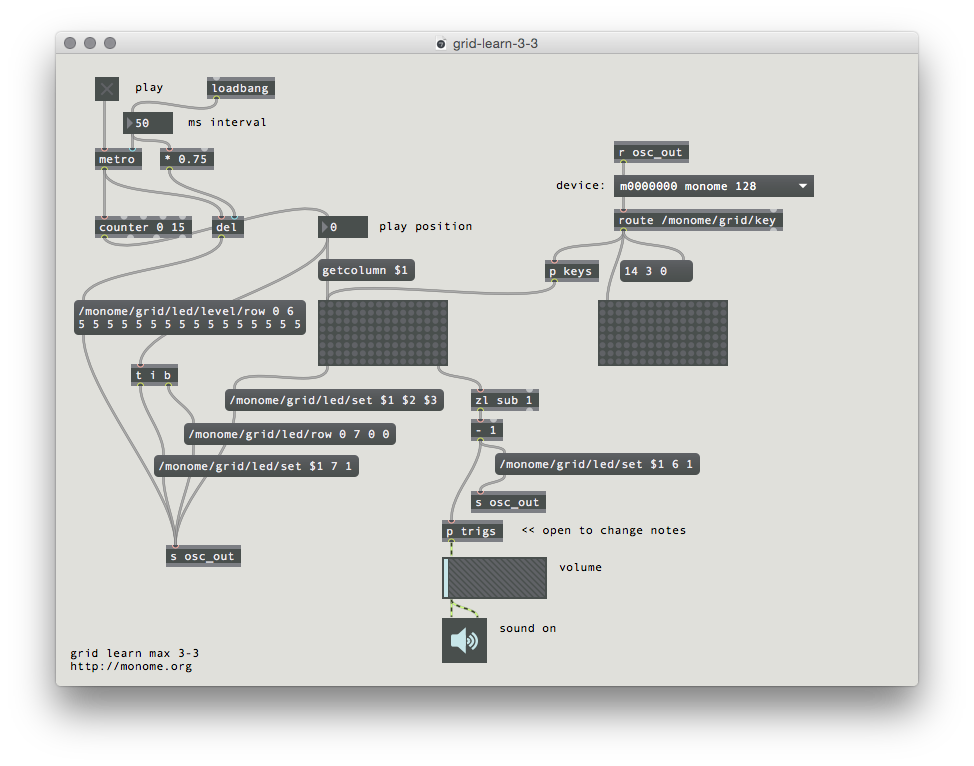 grid-learn-3-3
play
loadbang
50
ms interval
metro
* 0.75
r osc_out
device:
m0000000 monome 128
counter 0 15
del
0
play position
route /monome/grid/key
getcolumn $1
p keys
14 3 0
/monome/grid/led/level/row 0 6
5 5 5 5 5 5 5 5 5 5 5 5 5 5 5 5
t i b
/monome/grid/led/set $1 $2 $3
zl sub 1
- 1
/monome/grid/led/row 0 7 0 0
/monome/grid/led/set $1 7 1
/monome/grid/led/set $1 6 1
s osc_out
p trigs
<< open to change notes
s osc_out
volume
sound on
grid learn max 3-3
http://monome.org